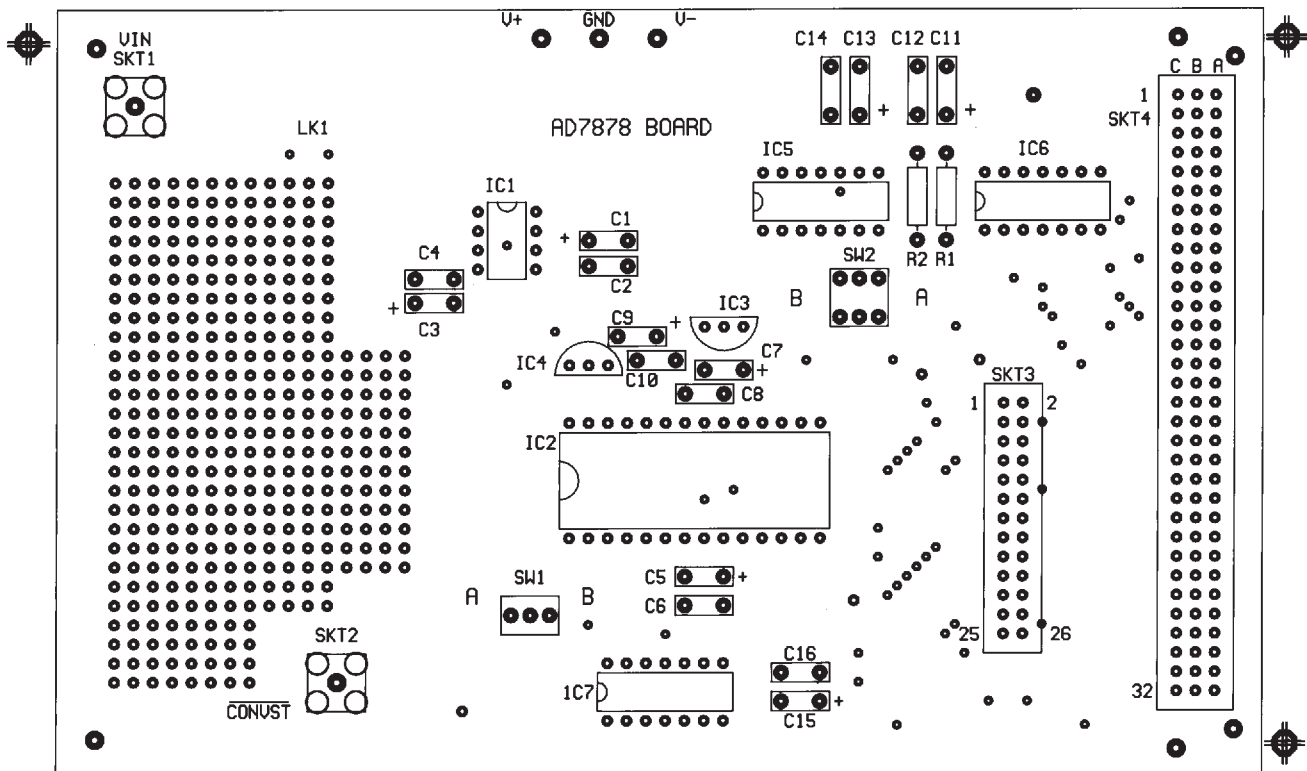 V+ GND V-
VIN
SKT1
C14 C13 C12 C11
+ +
C B A
1
SKT4
LK1
AD7878 BOARD
IC5
IC6
IC1
C1
+
C2
C4
+
C3
R2 R1
SW2
B A
IC3
C9
+
IC4
C10
C7
+
C8
SKT3
1 2
IC2
C5
+
C6
SW1
A B
25 26
SKT2
CONVST
1C7
C16
C15
+
32